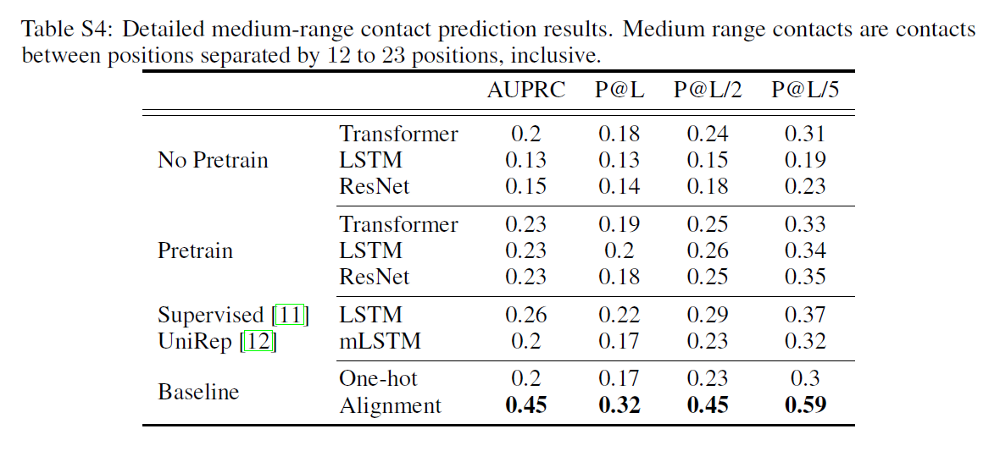 Table S4: Detailed medium-range contact prediction results. Medium range contacts are contacts
between positions separated by 12 to 23 positions, inclusive.
AUPRC P@L P@L/2 P@L/5
Transformer 0.2 0.18 0.24 0.31
No Pretrain LSTM 0.13 0.13 0.15 0.19
ResNet 0.15 0.14 0.18 0.23
Transformer 0.23 0.19 0.25 0.33
Pretrain LSTM 0.23 0.2 0.26 0.34
ResNet 0.23 0.18 0.25 0.35
Supervised [11] LSTM 0.26 0.22 0.29 0.37
UniRep [12] mLSTM 0.2 0.17 0.23 0.32
One-hot 0.2 0.17 0.23 0.3
Baseline
Alignment 0.45 0.32 0.45 0.59